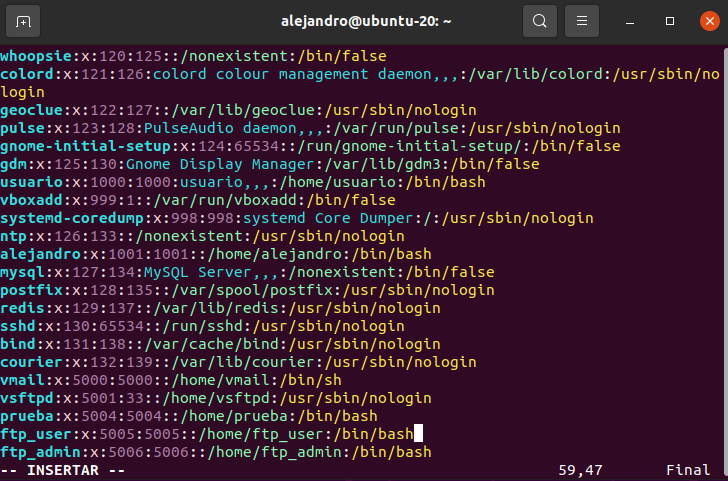 alejandro@ubuntu-20: ~
whoopsie:x:120:125::/nonexistent:/bin/false
colord:x:121:126:colord colour management daemon,,,:/var/lib/colord:/usr/sbin/no
login
geoclue:x:122:127::/var/lib/geoclue:/usr/sbin/nologin
pulse:x:123:128:PulseAudio daemon,,,:/var/run/pulse:/usr/sbin/nologin
gnome-initial-setup:x:124:65534::/run/gnome-initial-setup/:/bin/false
gdm:x:125:130:Gnome Display Manager:/var/lib/gdm3:/bin/false
usuario:x:1000:1000:usuario,,,:/home/usuario:/bin/bash
vboxadd:x:999:1::/var/run/vboxadd:/bin/false
systemd-coredump:x:998:998:systemd Core Dumper:/:/usr/sbin/nologin
ntp:x:126:133::/nonexistent:/usr/sbin/nologin
alejandro:x:1001:1001::/home/alejandro:/bin/bash
mysql:x:127:134:MySQL Server,,,:/nonexistent:/bin/false
postfix:x:128:135::/var/spool/postfix:/usr/sbin/nologin
redis:x:129:137::/var/lib/redis:/usr/sbin/nologin
sshd:x:130:65534::/run/sshd:/usr/sbin/nologin
bind:x:131:138::/var/cache/bind:/usr/sbin/nologin
courier:x:132:139::/var/lib/courier:/usr/sbin/nologin
vmail:x:5000:5000::/home/vmail:/bin/sh
vsftpd:x:5001:33::/home/vsftpd:/usr/sbin/nologin
prueba:x:5004:5004::/home/prueba:/bin/bash
ftp_user:x:5005:5005::/home/ftp_user:/bin/bash
ftp_admin:x:5006:5006::/home/ftp_admin:/bin/bash
-- INSERTAR -- 59,47 Final